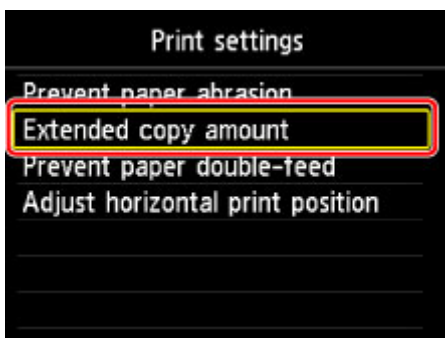 Print settings
Prevent paper abrasion
Extended copy amount
Prevent paper double-feed
Adjust horizontal print position